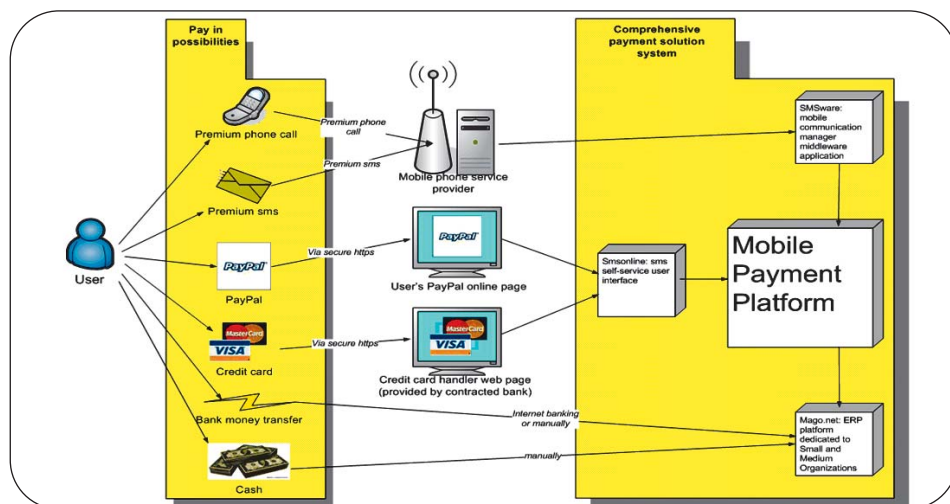 Pay in
possibilities
Comprehensive
payment solution
system
Premium phone call
Premium phone
call
SMSware:
mobile
communication
manager
middleware
application
Premium sms
Premium sms
Mobile phone service
provider
User
PayPal
PayPal
Via secure https
PayPal
User's PayPal online page
Smsonline: sms
self-service user
interface
Mobile
Payment
Platform
MasterCard
VISA
Credit card
Via secure https
MasterCard
VISA
Credit card handler web page
(provided by contracted bank)
Bank money transfer
Internet banking
or manually
Mago.net: ERP
platform
dedicated to
Small and
Medium
Organizations
Cash
manually